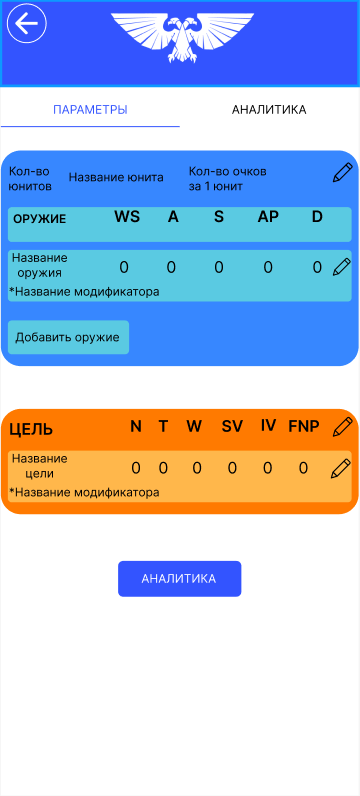 ПАРАМЕТРЫ
АНАЛИТИКА
Кол-во
юнитов
Название юнита
Кол-во очков
за 1 юнит
ОРУЖИЕ WS A S AP D
Название
оружия
0 0 0 0 0
*Название модификатора
Добавить оружие
ЦЕЛЬ N T W SV IV FNP
Название
цели
0 0 0 0 0 0
*Название модификатора
АНАЛИТИКА